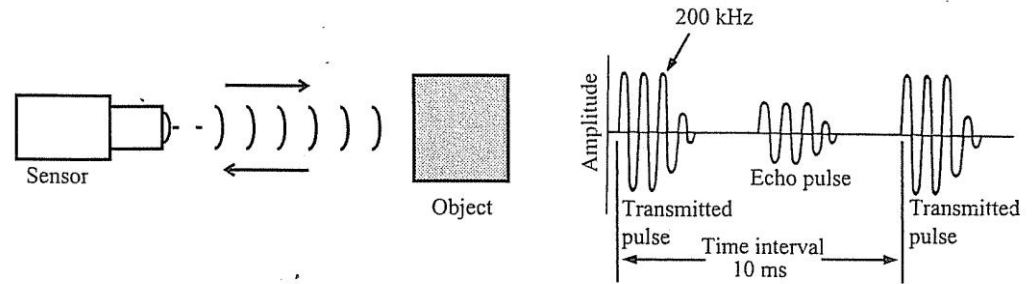 200 kHz
Sensor
Object
Amplitude
Echo pulse
Transmitted
pulse
Transmitted
pulse
Time interval
10 ms